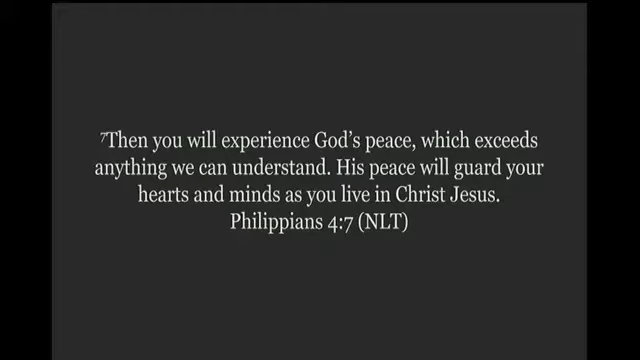 ⁷Then you will experience God’s peace, which exceeds
anything we can understand. His peace will guard your
hearts and minds as you live in Christ Jesus.
Philippians 4:7 (NLT)